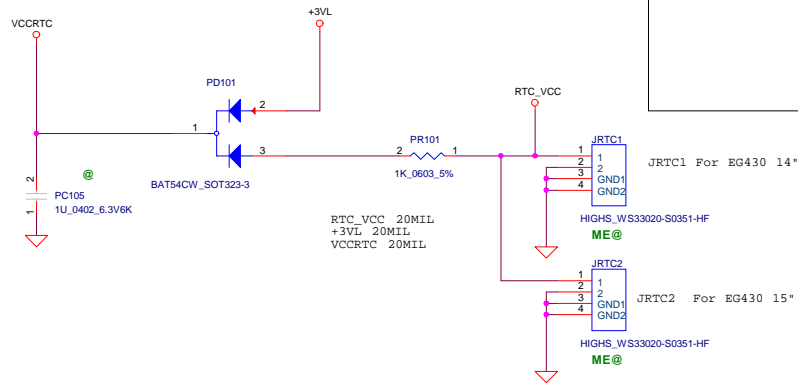 +3VL
VCCRTC
PD101
2
1
3
BAT54CW_SOT323-3
@
2
1
PC105
1U_0402_6.3V6K
RTC_VCC
PR101
2
1
1K_0603_5%
RTC_VCC 20MIL
+3VL 20MIL
VCCRTC 20MIL
JRTC1
1 1
2 2
3 GND1
4 GND2
JRTC1 For EG430 14"
HIGHS_WS33020-S0351-HF
ME@
JRTC2
1 1
2 2
3 GND1
4 GND2
JRTC2 For EG430 15"
HIGHS_WS33020-S0351-HF
ME@